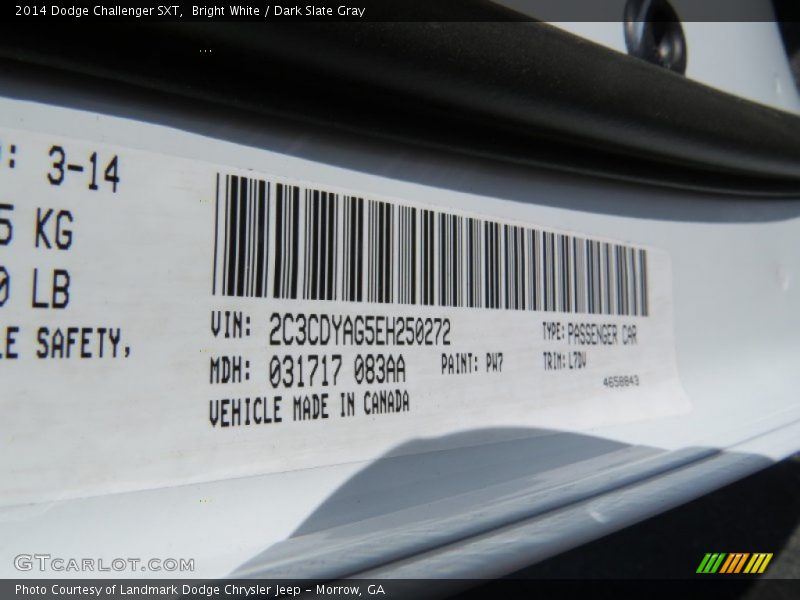 2014 Dodge Challenger SXT, Bright White / Dark Slate Gray
: 3-14
5 KG
0 LB
LE SAFETY,
VIN: 2C3CDYAG5EH250272 TYPE: PASSENGER CAR
MDH: 031717 083AA PAINT: PW7 TRIM: L7DV
4658843
VEHICLE MADE IN CANADA
GTCARLOT.COM
Photo Courtesy of Landmark Dodge Chrysler Jeep - Morrow, GA